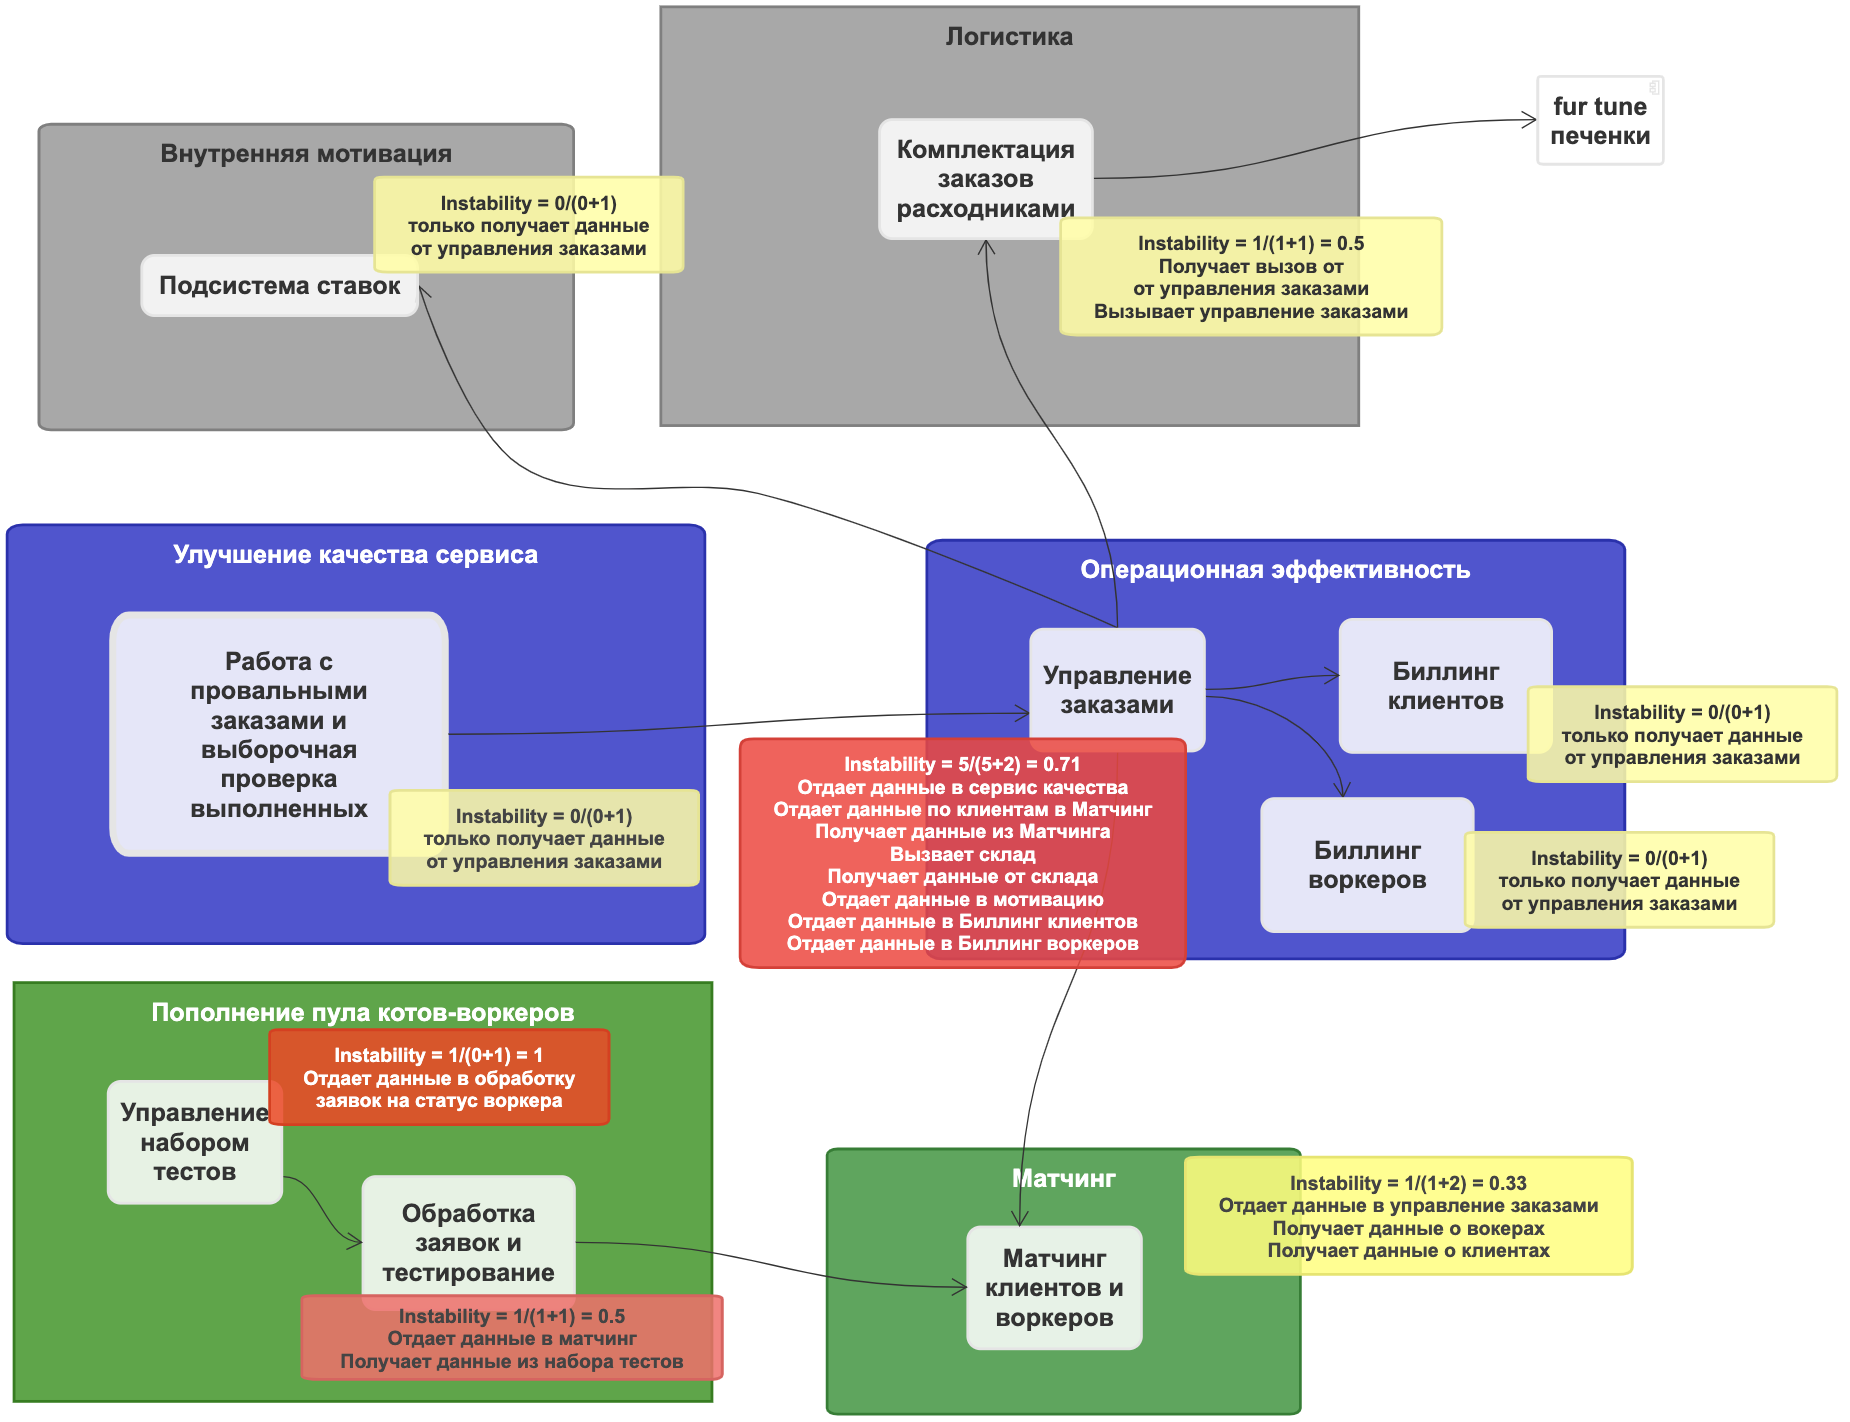 Логистика
fur tune
печенки
Комплектация
заказов
расходниками
Instability = 1/(1+1) = 0.5
Получает вызов от
от управления заказами
Вызывает управление заказами
Внутренняя мотивация
Instability = 0/(0+1)
только получает данные
от управления заказами
Подсистема ставок
Улучшение качества сервиса
Работа с
провальными
заказами и
выборочная
проверка
выполненных
Instability = 0/(0+1)
только получает данные
от управления заказами
Операционная эффективность
Управление
заказами
Биллинг
клиентов
Instability = 0/(0+1)
только получает данные
от управления заказами
Instability = 5/(5+2) = 0.71
Отдает данные в сервис качества
Отдает данные по клиентам в Матчинг
Получает данные из Матчинга
Вызвает склад
Получает данные от склада
Отдает данные в мотивацию
Отдает данные в Биллинг клиентов
Отдает данные в Биллинг воркеров
Биллинг
воркеров
Instability = 0/(0+1)
только получает данные
от управления заказами
Пополнение пула котов-воркеров
Instability = 1/(0+1) = 1
Отдает данные в обработку
заявок на статус воркера
Управление
набором
тестов
Обработка
заявок и
тестирование
Instability = 1/(1+1) = 0.5
Отдает данные в матчинг
Получает данные из набора тестов
Матчинг
Instability = 1/(1+2) = 0.33
Отдает данные в управление заказами
Получает данные о вокерах
Получает данные о клиентах
Матчинг
клиентов и
воркеров